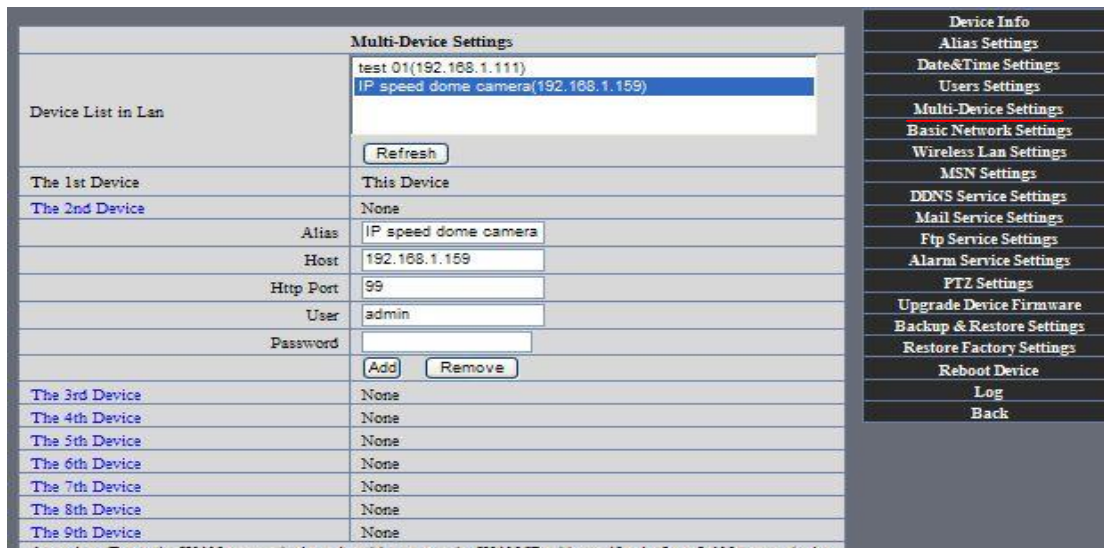 Multi-Device Settings
Device List in Lan
test 01(192.168.1.111)
IP speed dome camera(192.168.1.159)
Refresh
The 1st Device This Device
The 2nd Device None
Alias IP speed dome camera
Host 192.168.1.159
Http Port 99
User admin
Password
Add Remove
The 3rd Device None
The 4th Device None
The 5th Device None
The 6th Device None
The 7th Device None
The 8th Device None
The 9th Device None
Device Info
Alias Settings
Date&Time Settings
Users Settings
Multi-Device Settings
Basic Network Settings
Wireless Lan Settings
MSN Settings
DDNS Service Settings
Mail Service Settings
Ftp Service Settings
Alarm Service Settings
PTZ Settings
Upgrade Device Firmware
Backup & Restore Settings
Restore Factory Settings
Reboot Device
Log
Back